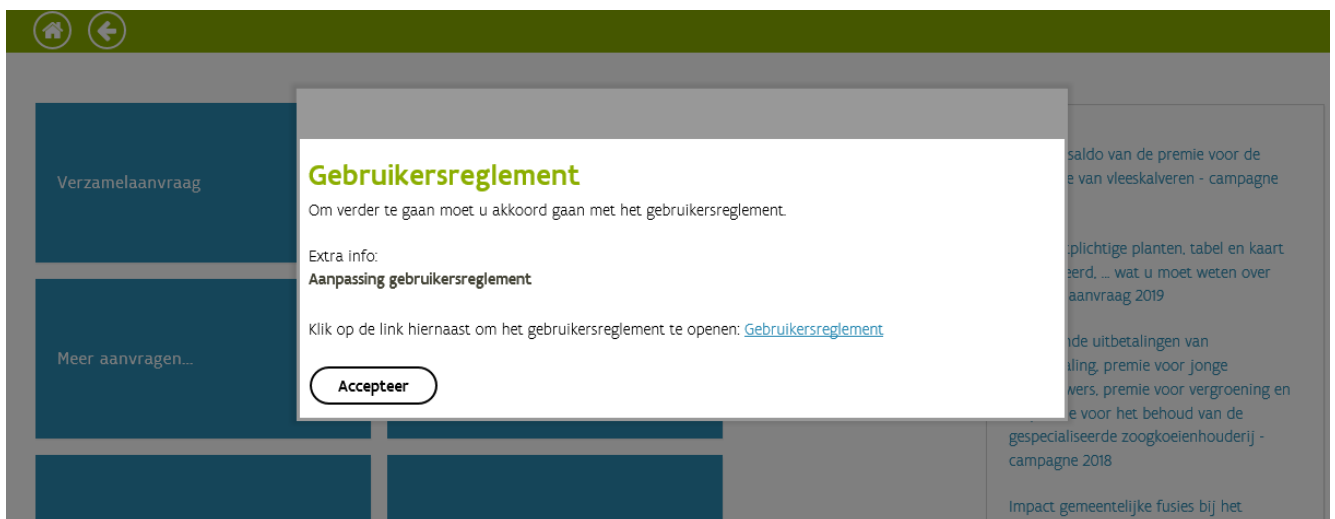 Verzamelaanvraag
Meer aanvragen...
Gebruikersreglement
Om verder te gaan moet u akkoord gaan met het gebruikersreglement.
Extra info:
Aanpassing gebruikersreglement
Klik op de link hiernaast om het gebruikersreglement te openen: Gebruikersreglement
Accepteer
saldo van de premie voor de
van vleeskalveren - campagne
plichtige planten, tabel en kaart
eerd, ... wat u moet weten over
aanvraag 2019
nde uitbetalingen van
aling, premie voor jonge
wers, premie voor vergroening en
e voor het behoud van de
gespecialiseerde zoogkoeienhouderij -
campagne 2018
Impact gemeentelijke fusies bij het